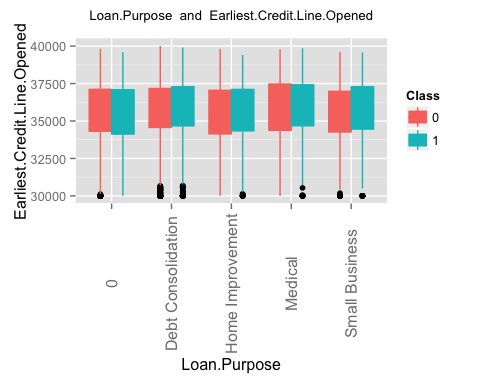 Loan.Purpose and Earliest.Credit.Line.Opened
Earliest.Credit.Line.Opened
40000
37500
35000
32500
30000
0
Debt Consolidation
Home Improvement
Medical
Small Business
Loan.Purpose
Class
0
1